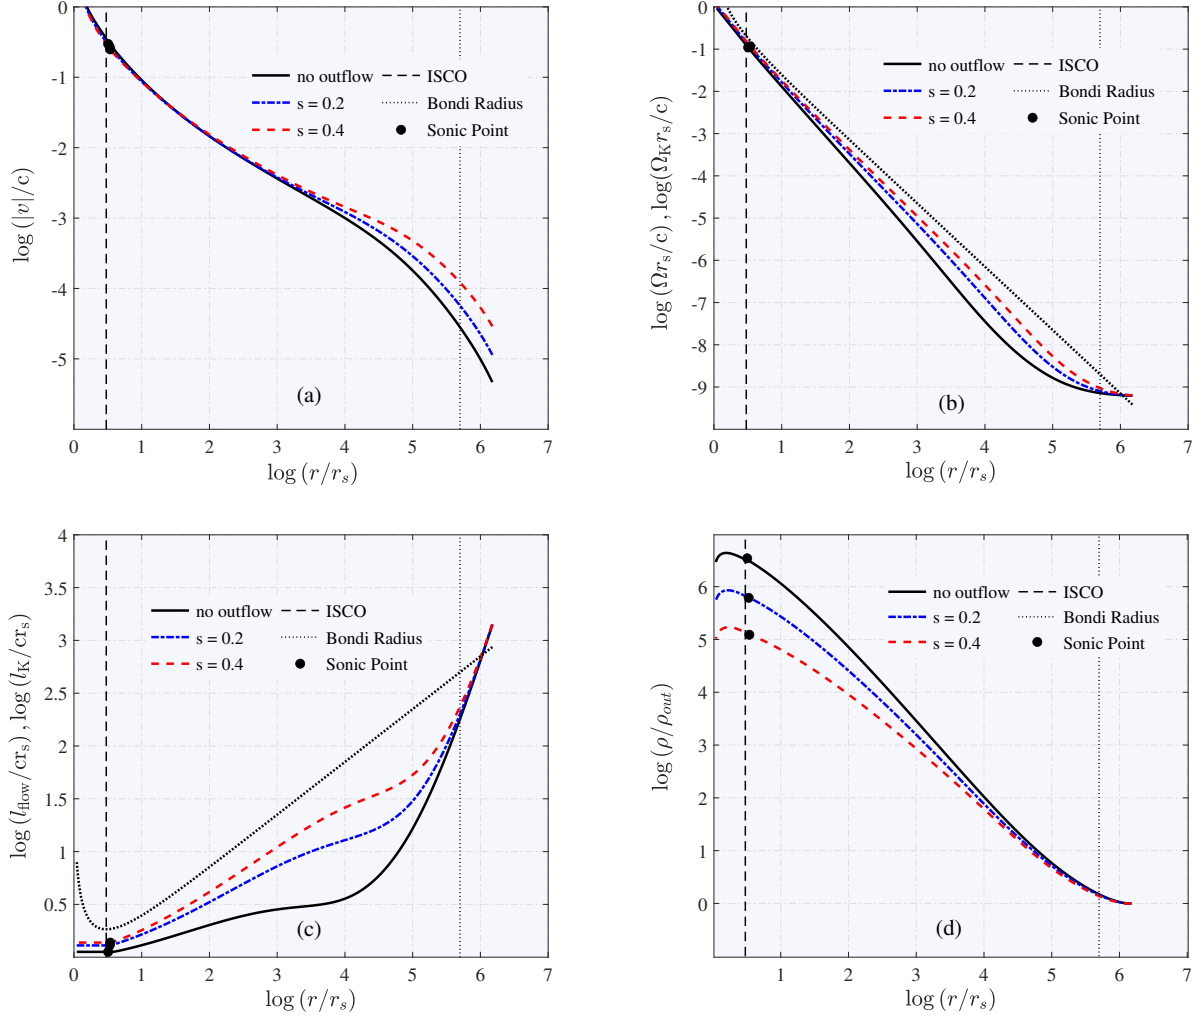 0
-1
-2
-3
-4
-5
log (|v|/c)
no outflow
ISCO
s = 0.2
Bondi Radius
s = 0.4
Sonic Point
(a)
0 1 2 3 4 5 6 7
log (r/r_s)
0
-1
-2
-3
-4
-5
-6
-7
-8
-9
log (Ωr_s/c) , log(Ω_K r_s/c)
no outflow
ISCO
s = 0.2
Bondi Radius
s = 0.4
Sonic Point
(b)
0 1 2 3 4 5 6 7
log (r/r_s)
4
3.5
3
2.5
2
1.5
1
0.5
log (l_flow/cr_s) , log (l_K/cr_s)
no outflow
ISCO
s = 0.2
Bondi Radius
s = 0.4
Sonic Point
(c)
0 1 2 3 4 5 6 7
log (r/r_s)
6
5
4
3
2
1
0
log (ρ/ρ_out)
no outflow
ISCO
s = 0.2
Bondi Radius
s = 0.4
Sonic Point
(d)
0 1 2 3 4 5 6 7
log (r/r_s)